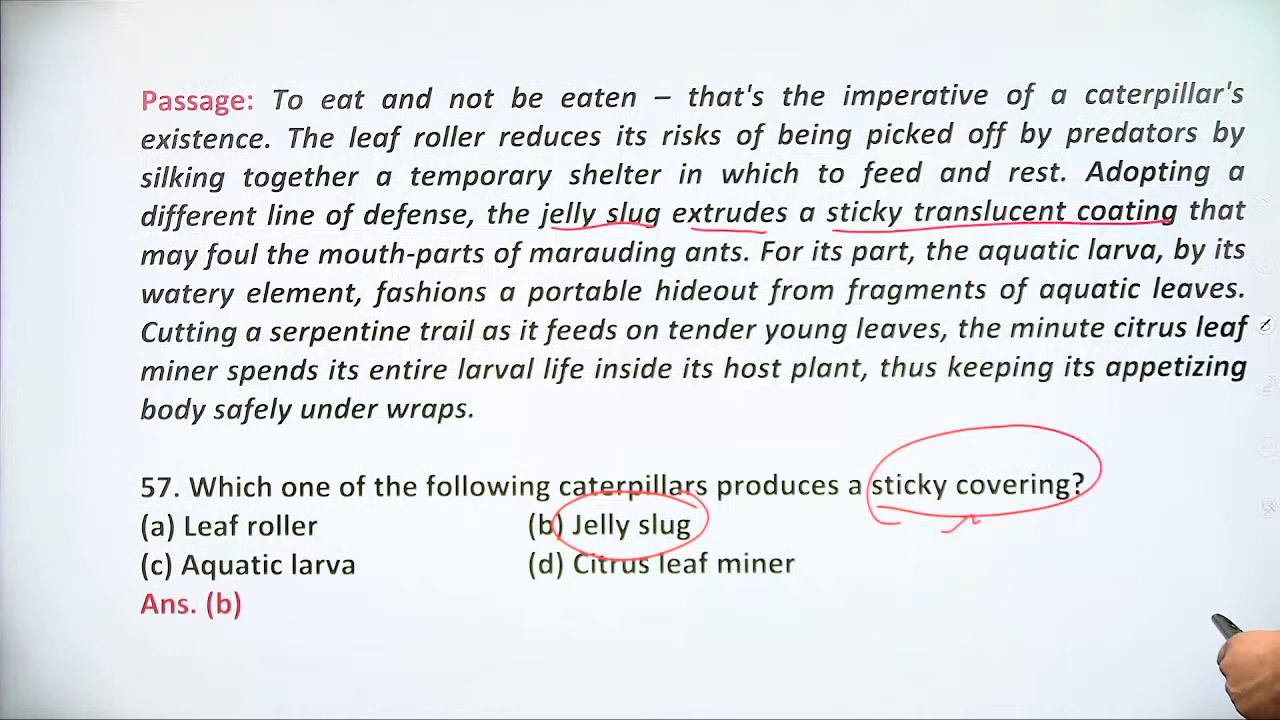 Passage: To eat and not be eaten – that's the imperative of a caterpillar's
existence. The leaf roller reduces its risks of being picked off by predators by
silking together a temporary shelter in which to feed and rest. Adopting a
different line of defense, the jelly slug extrudes a sticky translucent coating that
may foul the mouth-parts of marauding ants. For its part, the aquatic larva, by its
watery element, fashions a portable hideout from fragments of aquatic leaves.
Cutting a serpentine trail as it feeds on tender young leaves, the minute citrus leaf
miner spends its entire larval life inside its host plant, thus keeping its appetizing
body safely under wraps.
57. Which one of the following caterpillars produces a sticky covering?
(a) Leaf roller (b) Jelly slug
(c) Aquatic larva (d) Citrus leaf miner
Ans. (b)